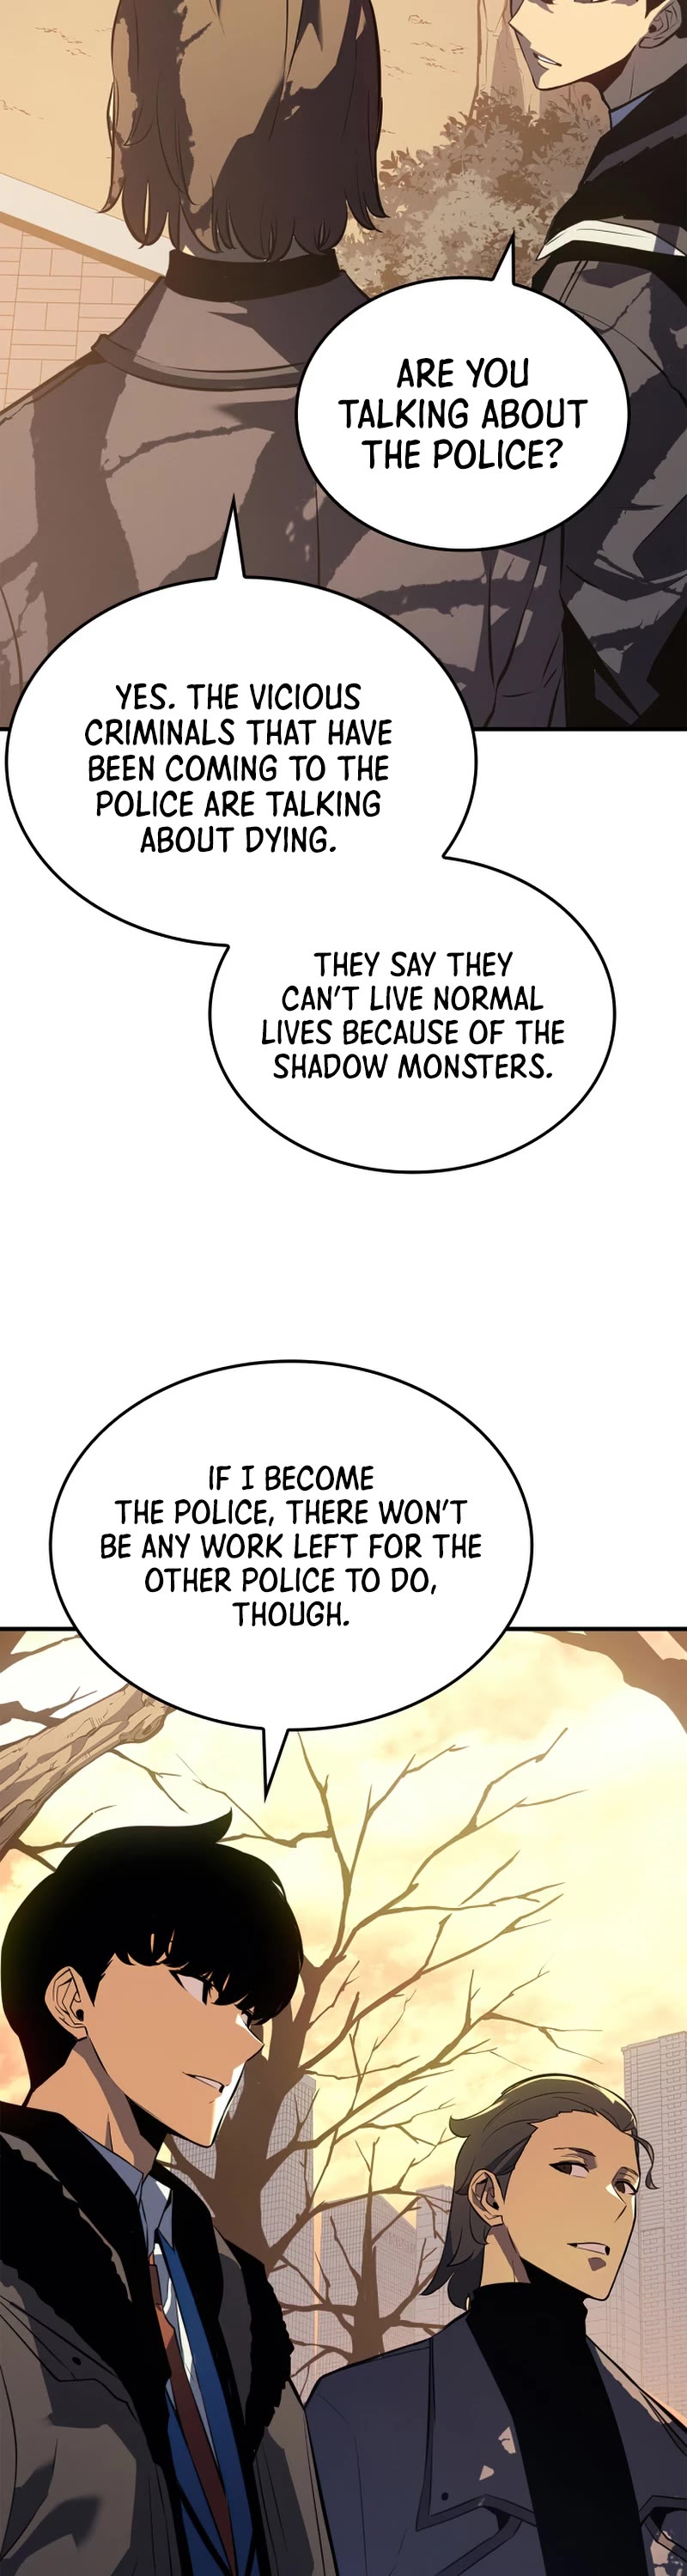 ARE YOU
TALKING ABOUT
THE POLICE?
YES. THE VICIOUS
CRIMINALS THAT HAVE
BEEN COMING TO THE
POLICE ARE TALKING
ABOUT DYING.
THEY SAY THEY
CAN'T LIVE NORMAL
LIVES BECAUSE OF THE
SHADOW MONSTERS.
IF I BECOME
THE POLICE, THERE WON'T
BE ANY WORK LEFT FOR THE
OTHER POLICE TO DO,
THOUGH.